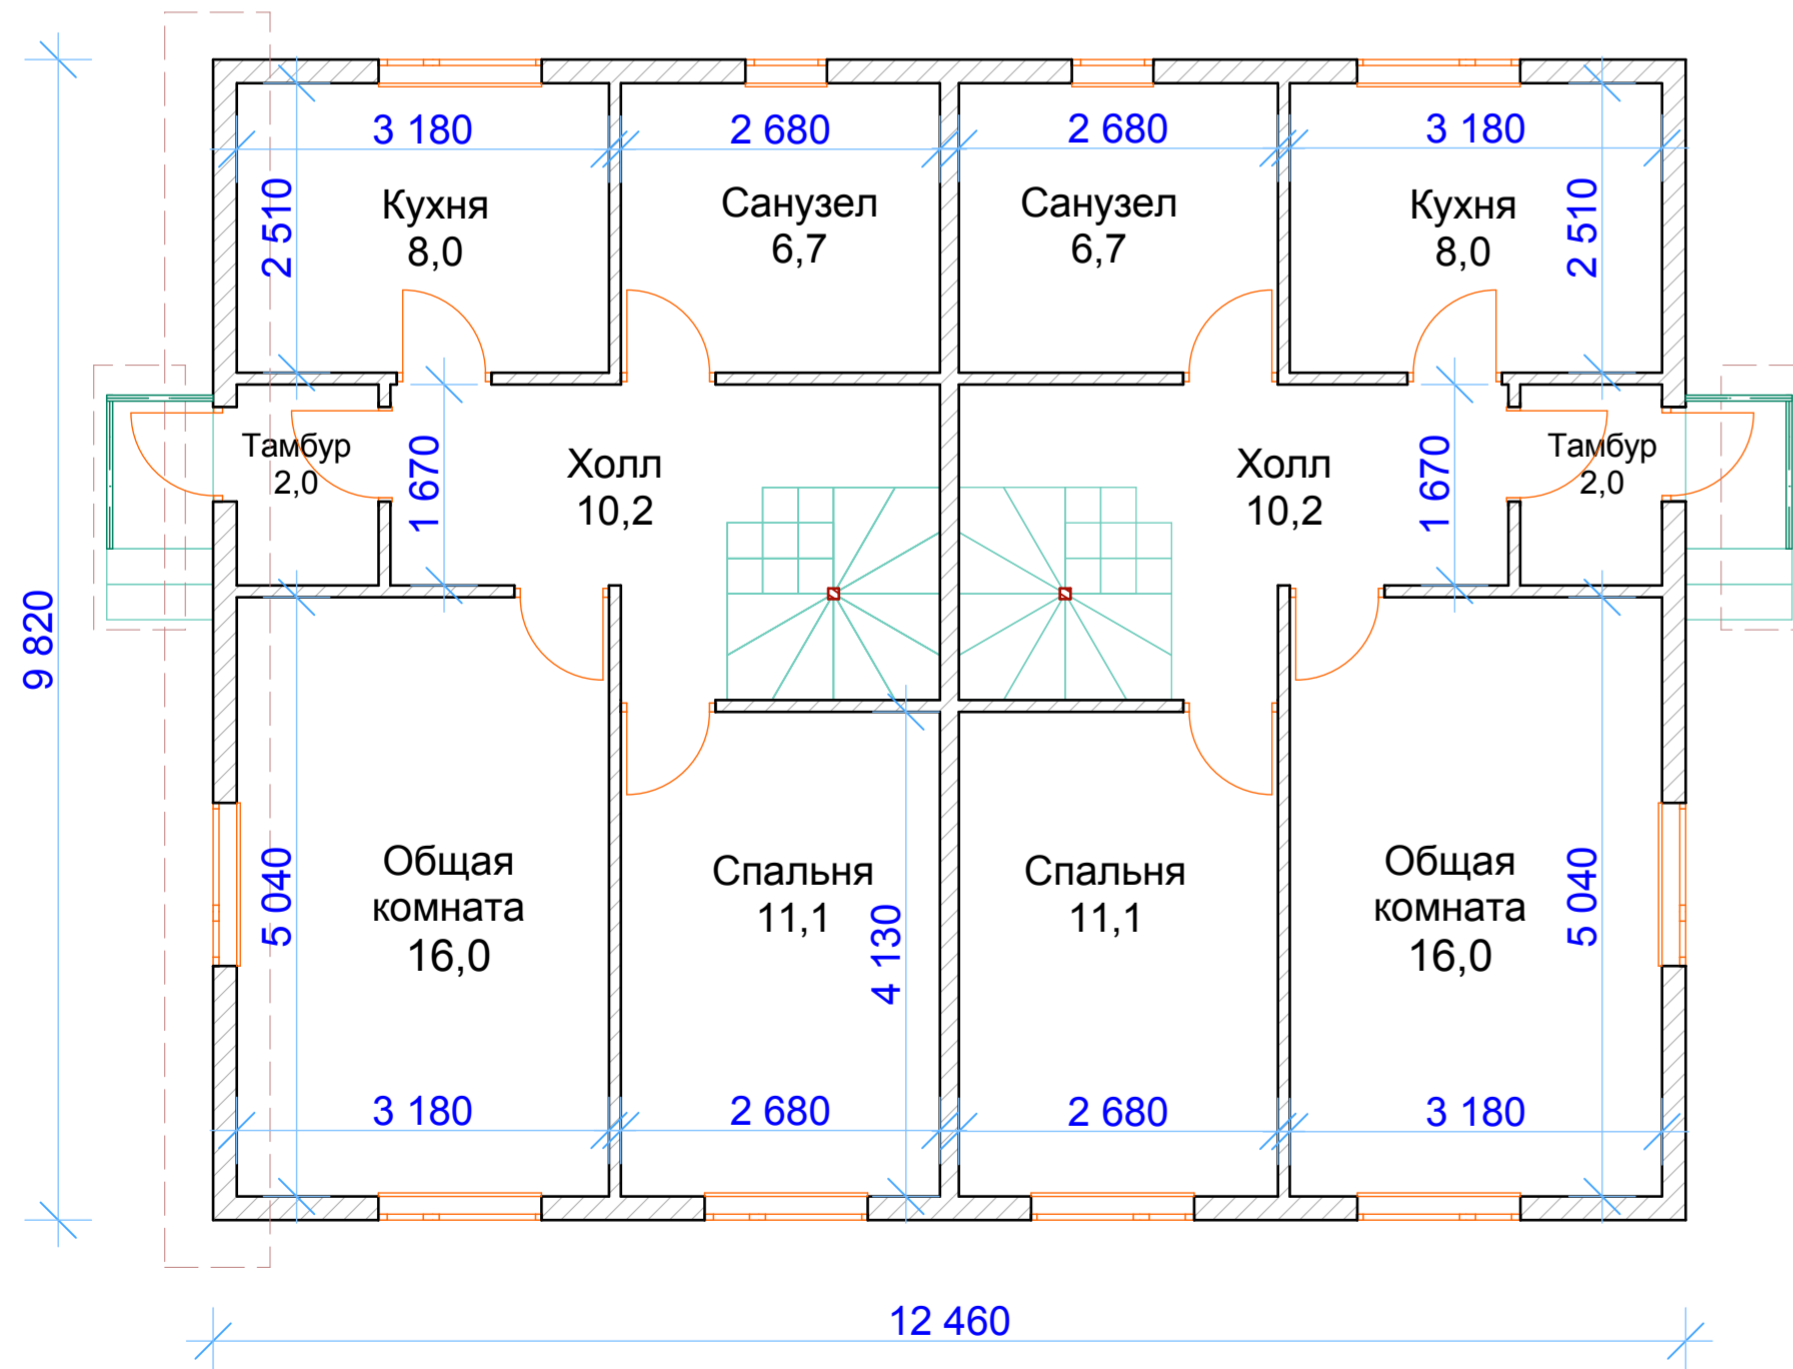 3 180
2 680
2 680
3 180
2 510
Кухня
8,0
Санузел
6,7
Санузел
6,7
Кухня
8,0
2 510
Тамбур
2,0
1 670
Холл
10,2
Холл
10,2
1 670
Тамбур
2,0
9 820
5 040
Общая
комната
16,0
Спальня
11,1
4 130
Спальня
11,1
Общая
комната
16,0
5 040
3 180
2 680
2 680
3 180
12 460